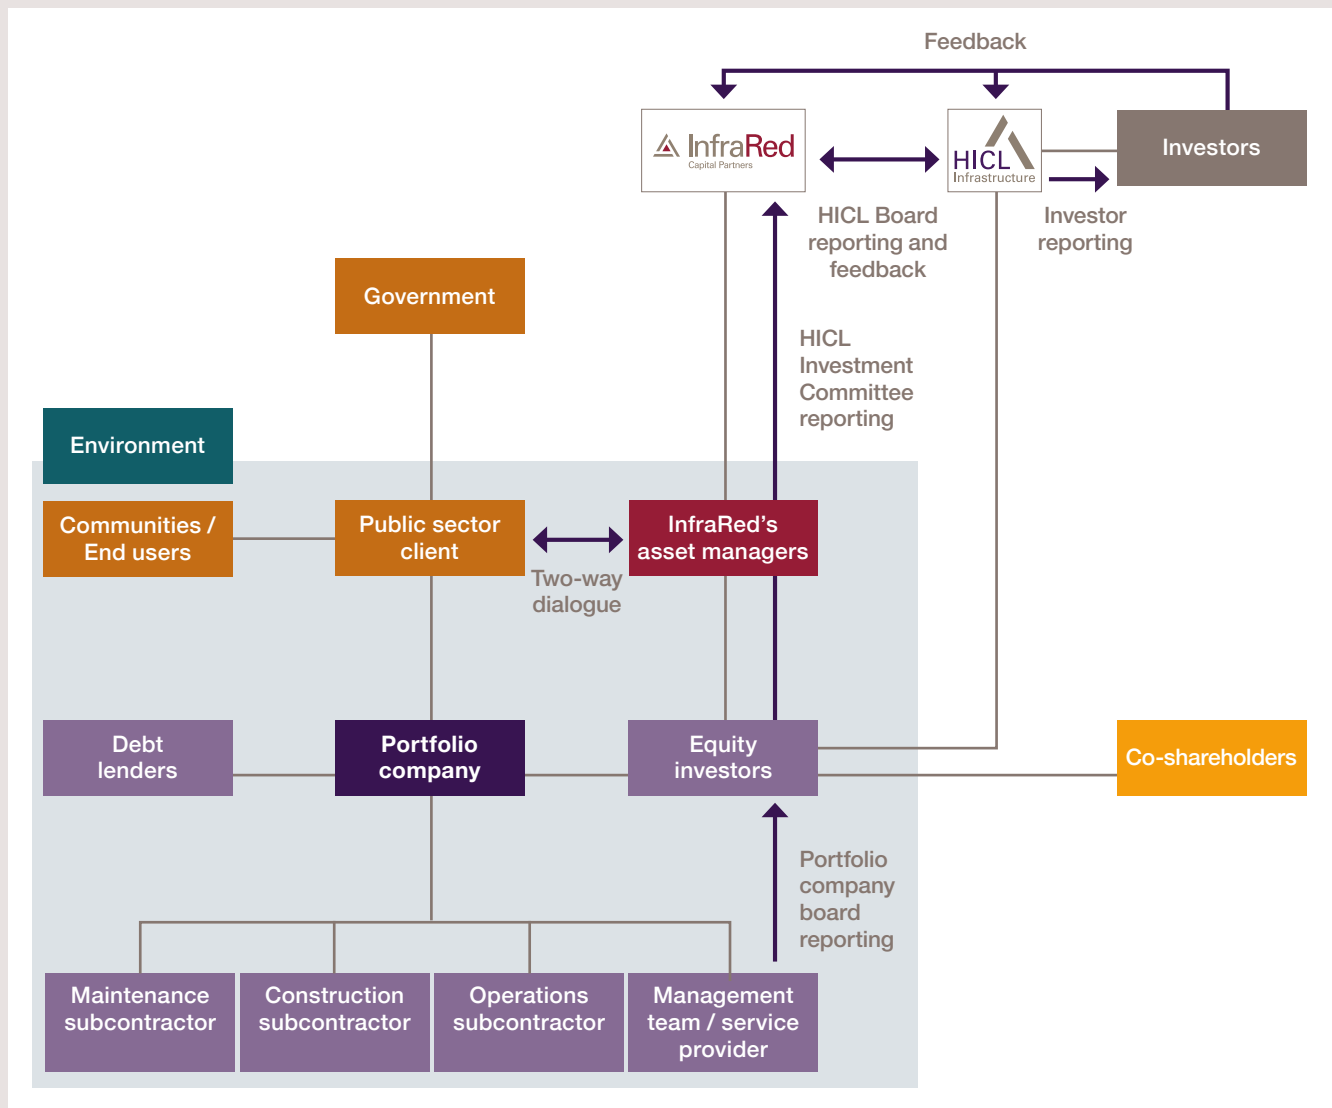 Feedback
InfraRed
Capital Partners
HICL
Infrastructure
Investors
HICL Board
reporting and
feedback
Investor
reporting
Government
HICL
Investment
Committee
reporting
Environment
Communities /
End users
Public sector
client
InfraRed's
asset managers
Two-way
dialogue
Debt
lenders
Portfolio
company
Equity
investors
Co-shareholders
Portfolio
company
board
reporting
Maintenance
subcontractor
Construction
subcontractor
Operations
subcontractor
Management
team / service
provider